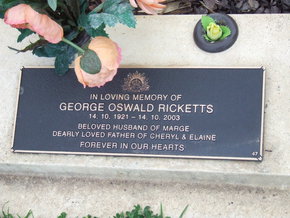 IN LOVING MEMORY OF
GEORGE OSWALD RICKETTS
14. 10. 1921 – 14. 10. 2003
BELOVED HUSBAND OF MARGE
DEARLY LOVED FATHER OF CHERYL & ELAINE
FOREVER IN OUR HEARTS
47